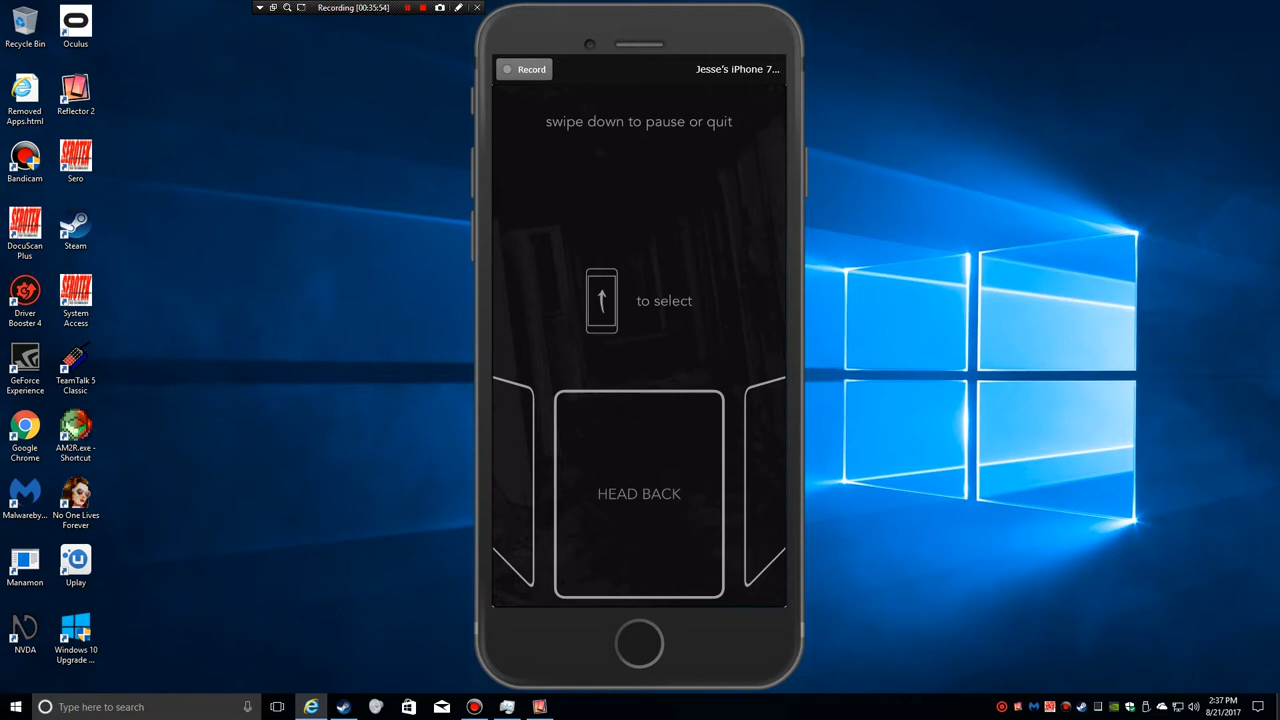 Recording [00:35:54]
Recycle Bin
Oculus
Removed
Apps.html
Reflector 2
Bandicam
SEROTEK
Sero
SEROTEK
DocuScan
Plus
Steam
Driver
Booster 4
SEROTEK
System
Access
GeForce
Experience
TeamTalk 5
Classic
Google
Chrome
AM2R.exe -
Shortcut
Malwareby...
No One Lives
Forever
Manamon
Uplay
NVDA
Windows 10
Upgrade ...
Record
Jesse's iPhone 7...
swipe down to pause or quit
to select
HEAD BACK
Type here to search
2:37 PM
8/21/2017